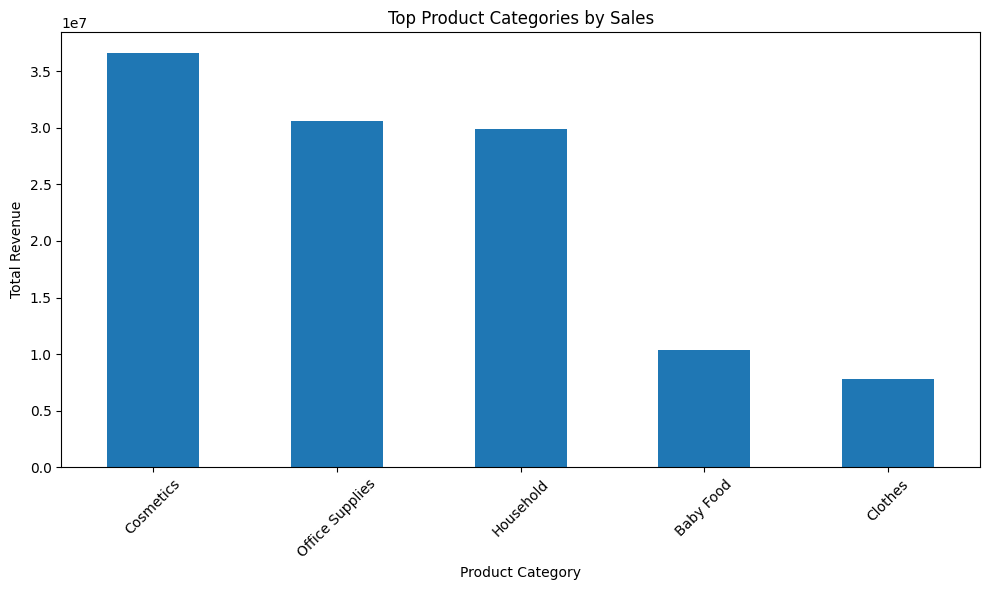 Top Product Categories by Sales
1e7
3.5
3.0
2.5
2.0
1.5
1.0
0.5
0.0
Total Revenue
Cosmetics
Office Supplies
Household
Baby Food
Clothes
Product Category